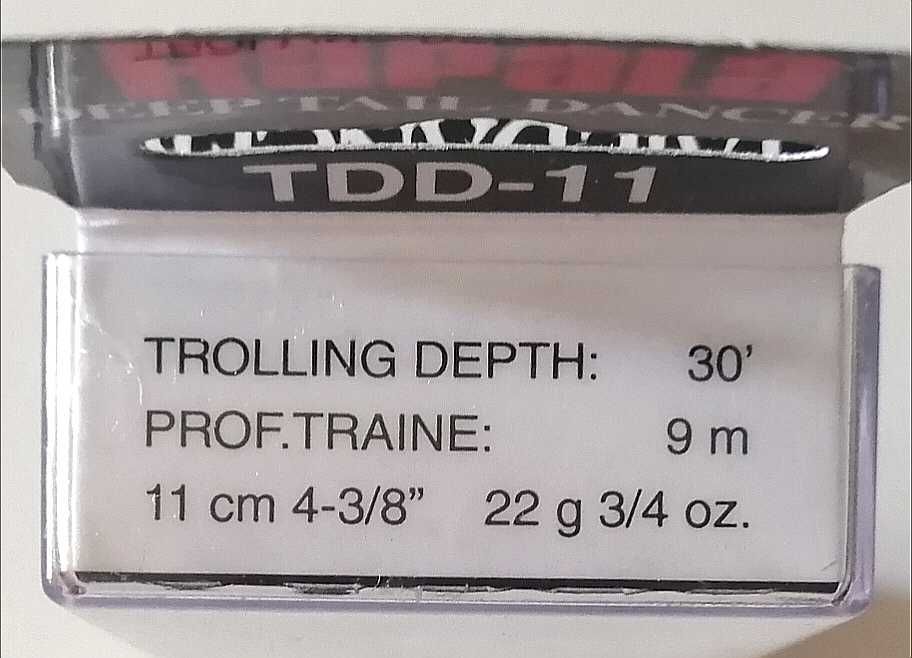 Rapala
DEEP TAIL DANCER
TDD-11
TROLLING DEPTH: 30'
PROF.TRAINE: 9 m
11 cm 4-3/8” 22 g 3/4 oz.